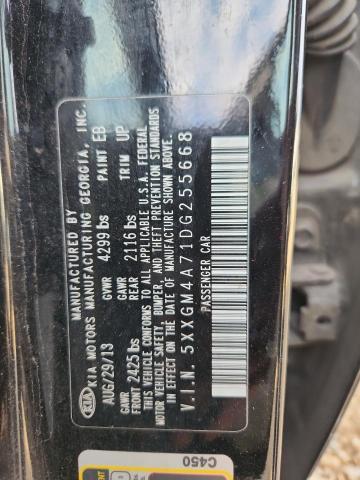 MANUFACTURED BY
KIA KIA MOTORS MANUFACTURING GEORGIA, INC.
AUG/29/13 GVWR 4299 lbs PAINT EB
GAWR FRONT 2425 lbs GAWR REAR 2116 lbs TRIM UP
THIS VEHICLE CONFORMS TO ALL APPLICABLE U.S.A. FEDERAL
MOTOR VEHICLE SAFETY, BUMPER, AND THEFT PREVENTION STANDARDS
IN EFFECT ON THE DATE OF MANUFACTURE SHOWN ABOVE.
V.I.N. 5XXGM4A71DG255668
PASSENGER CAR
C450